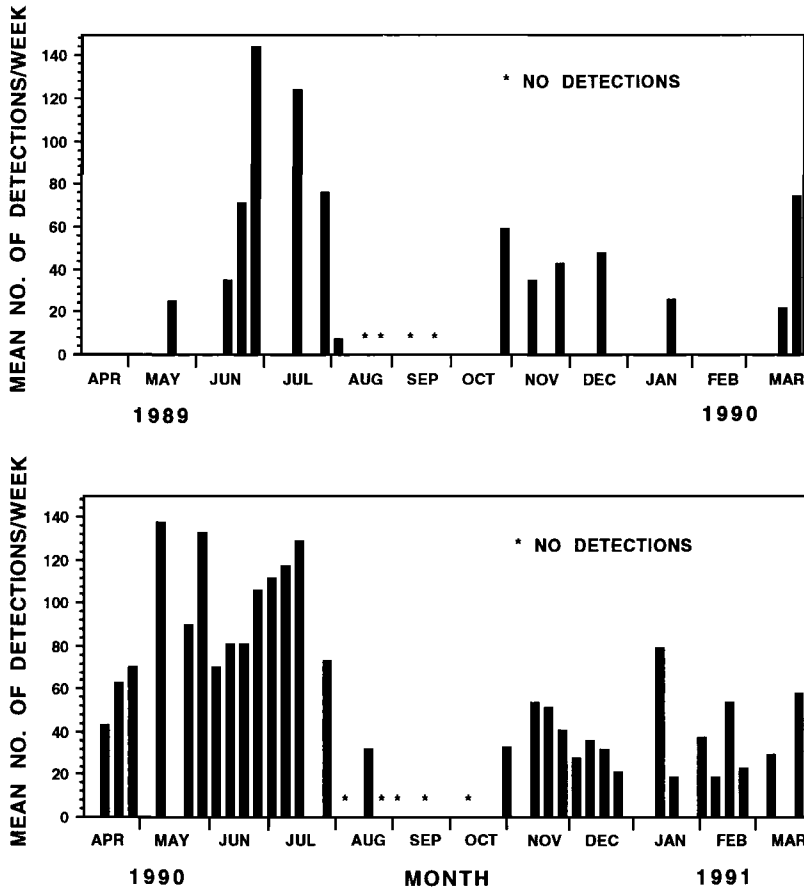 MEAN NO. OF DETECTIONS/WEEK
140
120
100
80
60
40
20
0
* NO DETECTIONS
* * * *
APR MAY JUN JUL AUG SEP OCT NOV DEC JAN FEB MAR
1989 1990
MEAN NO. OF DETECTIONS/WEEK
140
120
100
80
60
40
20
0
* NO DETECTIONS
* * * * *
APR MAY JUN JUL AUG SEP OCT NOV DEC JAN FEB MAR
1990 MONTH 1991